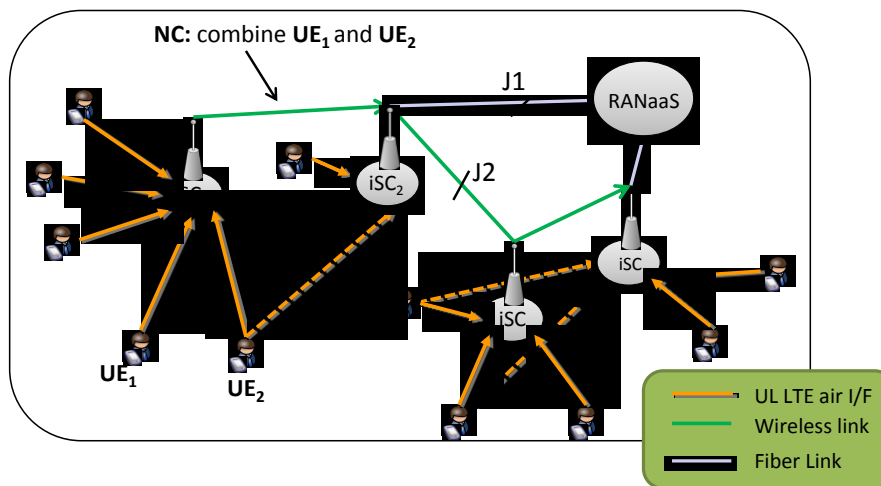 NC: combine UE1 and UE2
J1
RANaaS
J2
iSC2
iSC
iSC
UE1
UE2
UL LTE air I/F
Wireless link
Fiber Link